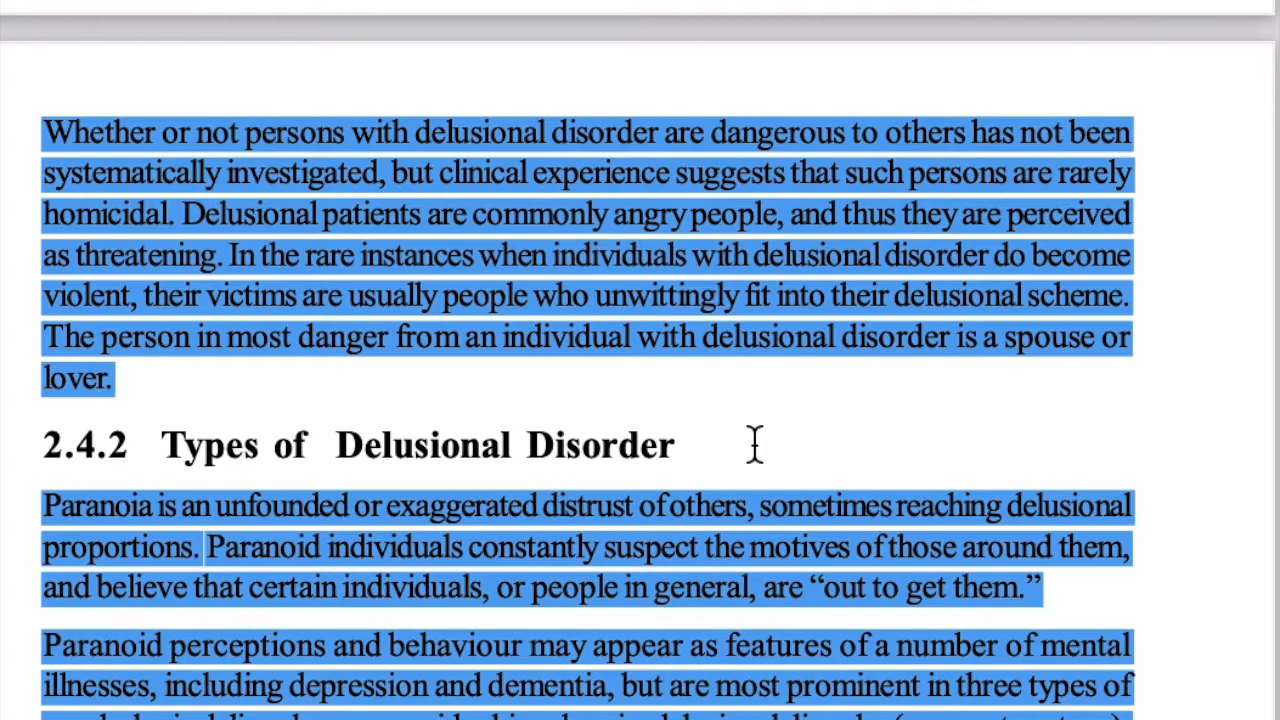 Whether or not persons with delusional disorder are dangerous to others has not been
systematically investigated, but clinical experience suggests that such persons are rarely
homicidal. Delusional patients are commonly angry people, and thus they are perceived
as threatening. In the rare instances when individuals with delusional disorder do become
violent, their victims are usually people who unwittingly fit into their delusional scheme.
The person in most danger from an individual with delusional disorder is a spouse or
lover.
2.4.2 Types of Delusional Disorder
Paranoia is an unfounded or exaggerated distrust of others, sometimes reaching delusional
proportions. Paranoid individuals constantly suspect the motives of those around them,
and believe that certain individuals, or people in general, are “out to get them.”
Paranoid perceptions and behaviour may appear as features of a number of mental
illnesses, including depression and dementia, but are most prominent in three types of